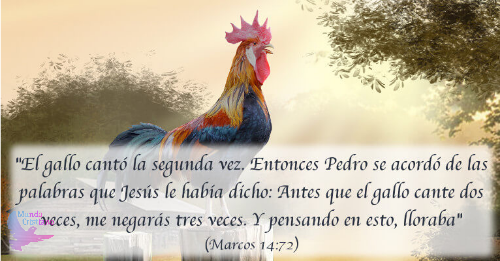 "El gallo cantó la segunda vez. Entonces Pedro se acordó de las
palabras que Jesús le había dicho: Antes que el gallo cante dos
veces, me negarás tres veces. Y pensando en esto, lloraba"
(Marcos 14:72)
Mundo